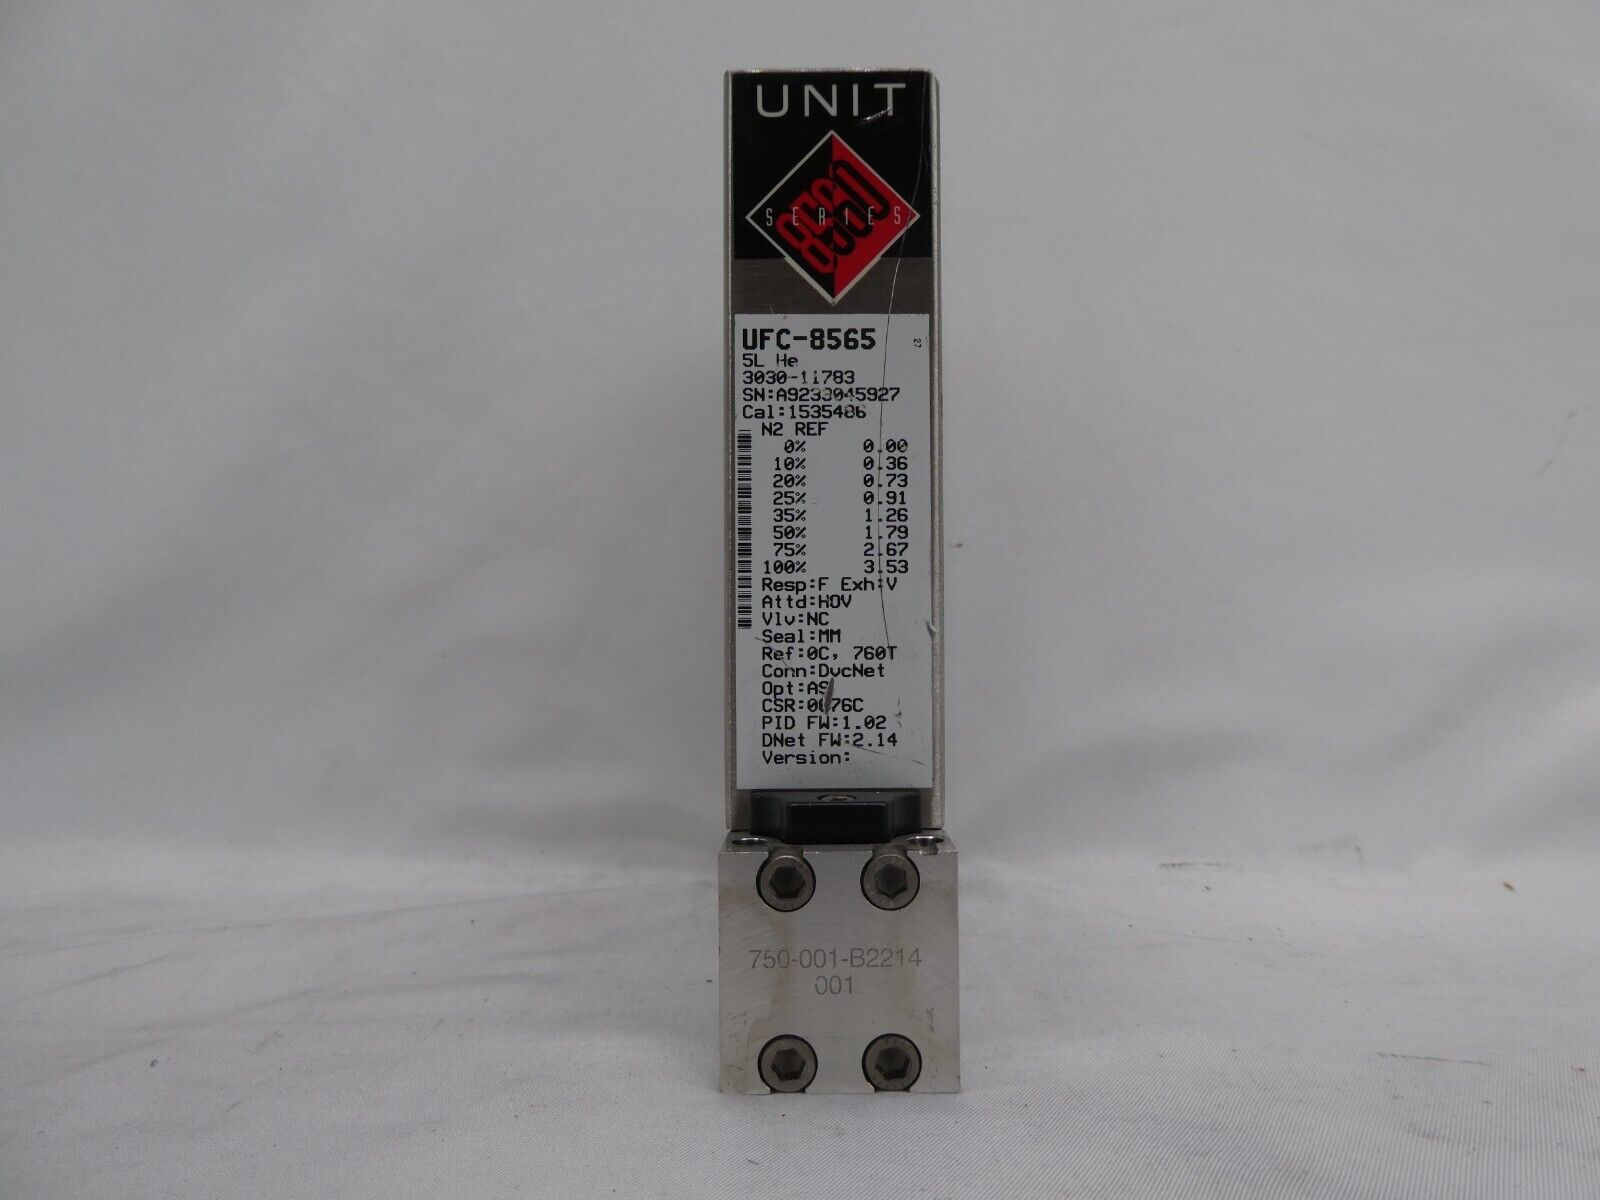 UNIT
8560
SERIES
UFC-8565 27
5L He
3030-11783
SN:A9233045927
Cal:1535486
N2 REF
0% 0.00
10% 0.36
20% 0.73
25% 0.91
35% 1.26
50% 1.79
75% 2.67
100% 3.53
Resp:F Exh:V
Attd:HOV
Vlv:NC
Seal:MM
Ref:0C, 760T
Conn:DvcNet
Opt:AS
CSR:0076C
PID FW:1.02
DNet FW:2.14
Version:
750-001-B2214
001